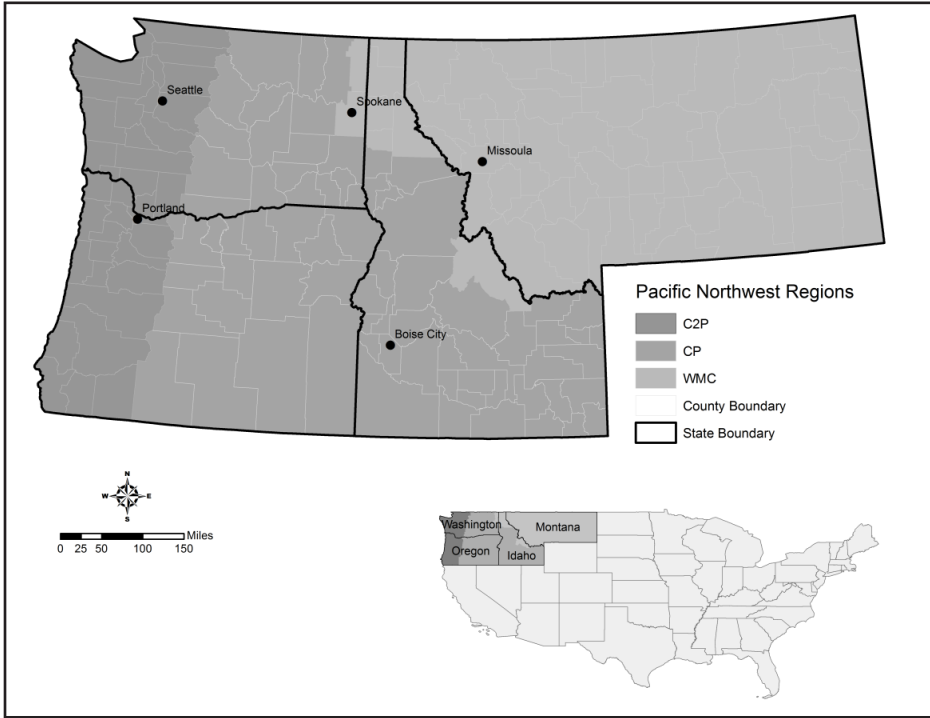 Seattle
Spokane
Missoula
Portland
Boise City
Pacific Northwest Regions
C2P
CP
WMC
County Boundary
State Boundary
N
W E
S
Miles
0 25 50 100 150
Washington
Montana
Oregon
Idaho